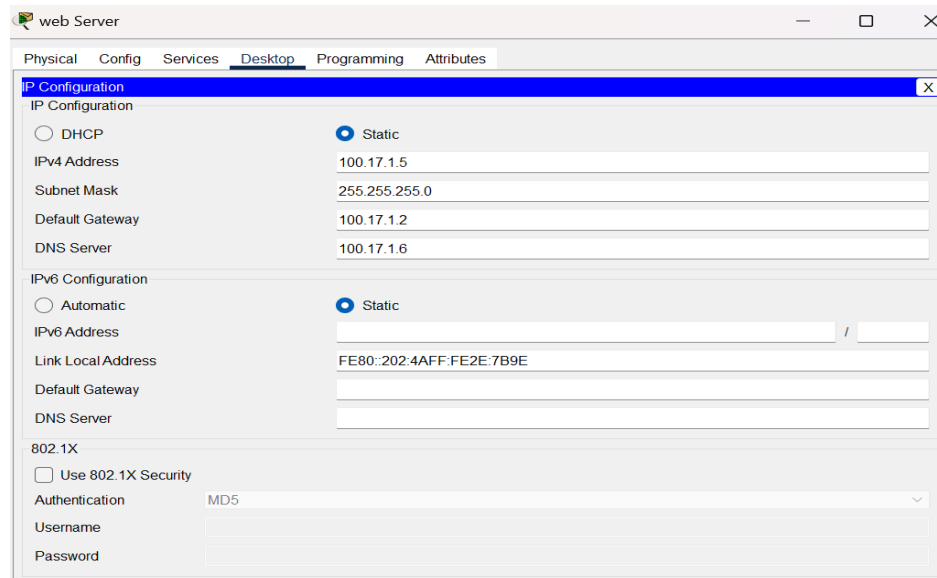 web Server
Physical Config Services Desktop Programming Attributes
IP Configuration X
IP Configuration
DHCP Static
IPv4 Address 100.17.1.5
Subnet Mask 255.255.255.0
Default Gateway 100.17.1.2
DNS Server 100.17.1.6
IPv6 Configuration
Automatic Static
IPv6 Address /
Link Local Address FE80::202:4AFF:FE2E:7B9E
Default Gateway
DNS Server
802.1X
Use 802.1X Security
Authentication MD5
Username
Password